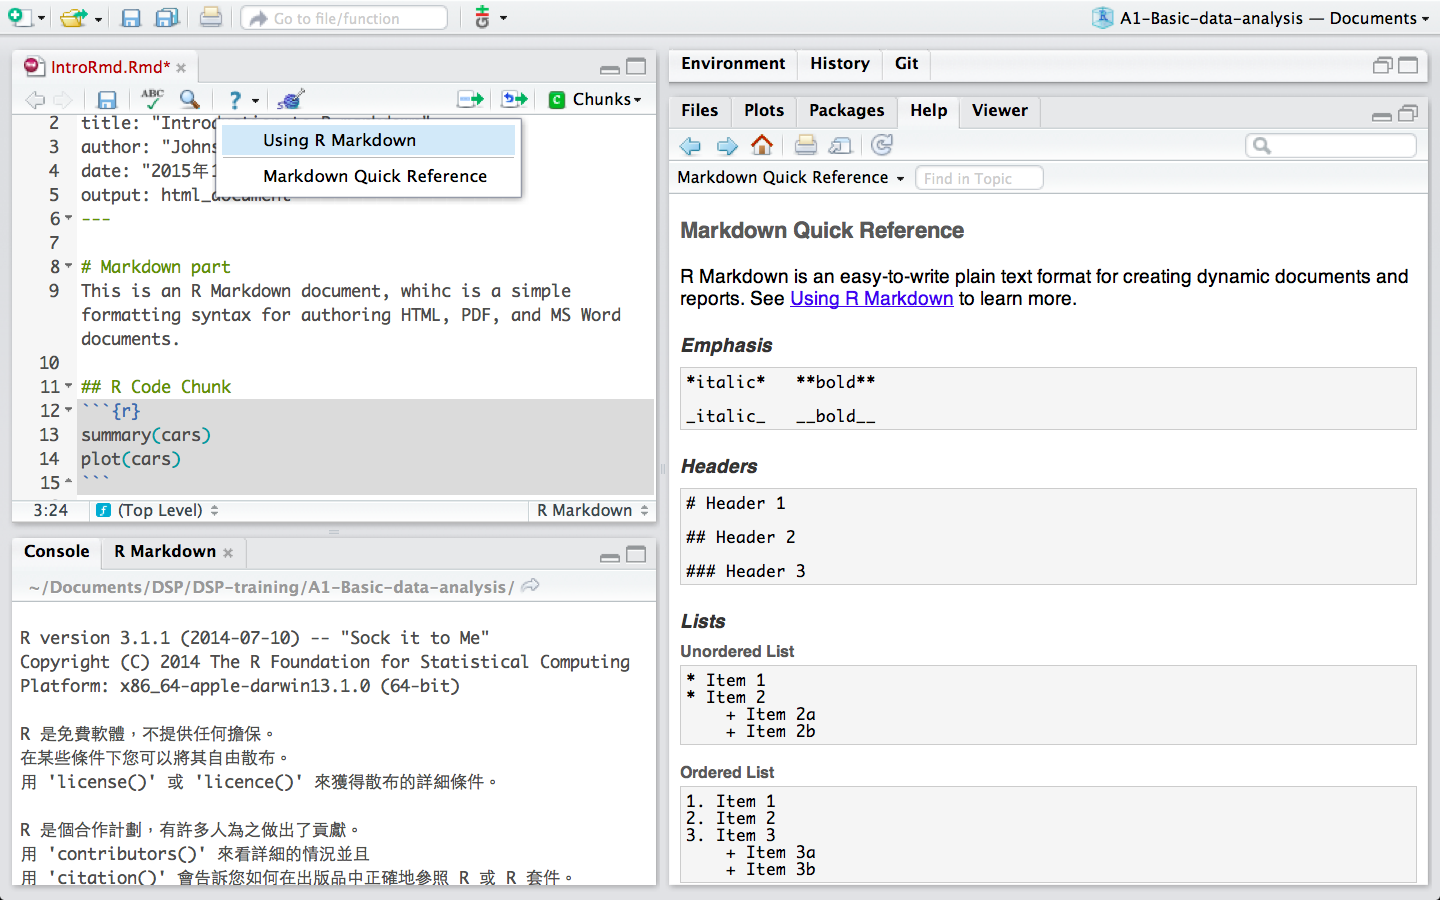 Go to file/function
A1-Basic-data-analysis — Documents
IntroRmd.Rmd*
ABC
?
Chunks
Using R Markdown
Markdown Quick Reference
2 title: "Introd
3 author: "Johns
4 date: "2015年1
5 output: html_document
6 ---
7
8 # Markdown part
9 This is an R Markdown document, whihc is a simple
formatting syntax for authoring HTML, PDF, and MS Word
documents.
10
11 ## R Code Chunk
12 ```{r}
13 summary(cars)
14 plot(cars)
15 ```
3:24 (Top Level) R Markdown
Console R Markdown
~/Documents/DSP/DSP-training/A1-Basic-data-analysis/
R version 3.1.1 (2014-07-10) -- "Sock it to Me"
Copyright (C) 2014 The R Foundation for Statistical Computing
Platform: x86_64-apple-darwin13.1.0 (64-bit)
R 是免費軟體，不提供任何擔保。
在某些條件下您可以將其自由散布。
用 'license()' 或 'licence()' 來獲得散布的詳細條件。
R 是個合作計劃，有許多人為之做出了貢獻。
用 'contributors()' 來看詳細的情況並且
用 'citation()' 會告訴您如何在出版品中正確地參照 R 或 R 套件。
Environment History Git
Files Plots Packages Help Viewer
Markdown Quick Reference Find in Topic
Markdown Quick Reference
R Markdown is an easy-to-write plain text format for creating dynamic documents and
reports. See Using R Markdown to learn more.
Emphasis
*italic* **bold**
_italic_ __bold__
Headers
# Header 1
## Header 2
### Header 3
Lists
Unordered List
* Item 1
* Item 2
+ Item 2a
+ Item 2b
Ordered List
1. Item 1
2. Item 2
3. Item 3
+ Item 3a
+ Item 3b